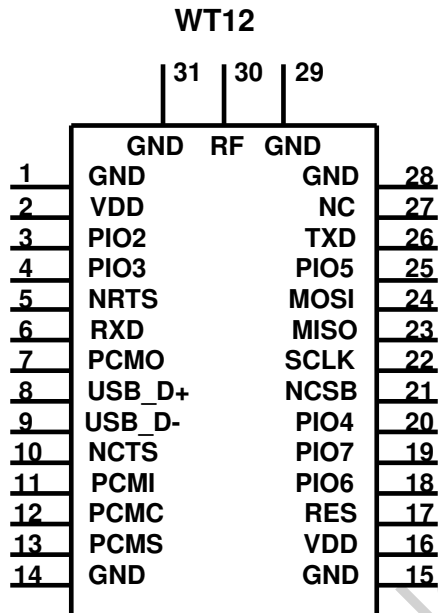 WT12
31 30 29
GND RF GND
1 GND GND 28
2 VDD NC 27
3 PIO2 TXD 26
4 PIO3 PIO5 25
5 NRTS MOSI 24
6 RXD MISO 23
7 PCMO SCLK 22
8 USB_D+ NCSB 21
9 USB_D- PIO4 20
10 NCTS PIO7 19
11 PCMI PIO6 18
12 PCMC RES 17
13 PCMS VDD 16
14 GND GND 15